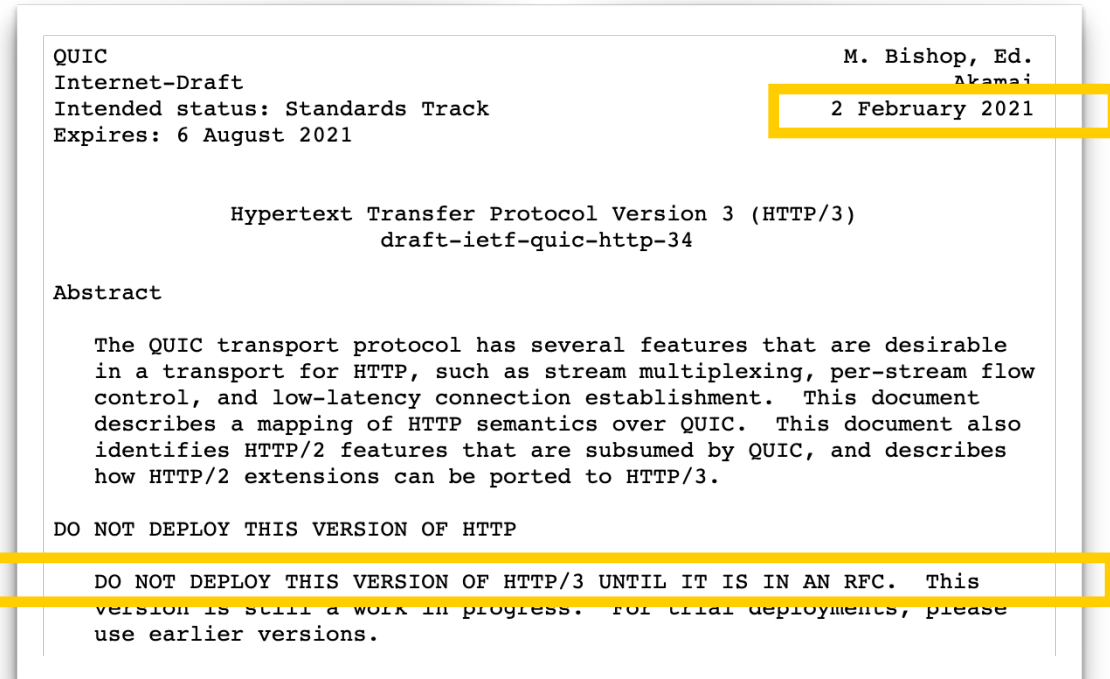 QUIC M. Bishop, Ed.
Internet-Draft Akamai
Intended status: Standards Track 2 February 2021
Expires: 6 August 2021
Hypertext Transfer Protocol Version 3 (HTTP/3)
draft-ietf-quic-http-34
Abstract
The QUIC transport protocol has several features that are desirable
in a transport for HTTP, such as stream multiplexing, per-stream flow
control, and low-latency connection establishment. This document
describes a mapping of HTTP semantics over QUIC. This document also
identifies HTTP/2 features that are subsumed by QUIC, and describes
how HTTP/2 extensions can be ported to HTTP/3.
DO NOT DEPLOY THIS VERSION OF HTTP
DO NOT DEPLOY THIS VERSION OF HTTP/3 UNTIL IT IS IN AN RFC. This
version is still a work in progress. For trial deployments, please
use earlier versions.